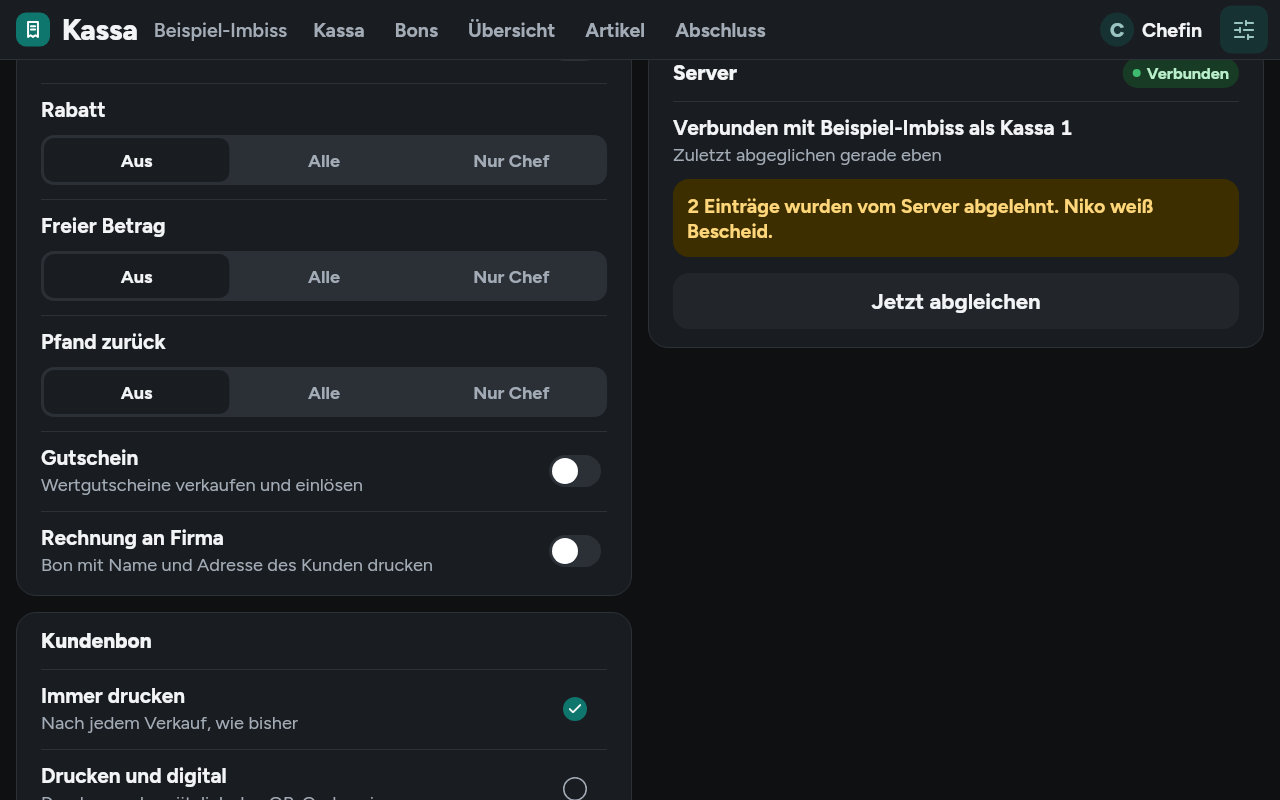 Kassa Beispiel-Imbiss Kassa Bons Übersicht Artikel Abschluss C Chefin
Rabatt
Aus Alle Nur Chef
Freier Betrag
Aus Alle Nur Chef
Pfand zurück
Aus Alle Nur Chef
Gutschein
Wertgutscheine verkaufen und einlösen
Rechnung an Firma
Bon mit Name und Adresse des Kunden drucken
Kundenbon
Immer drucken
Nach jedem Verkauf, wie bisher
Drucken und digital
Server Verbunden
Verbunden mit Beispiel-Imbiss als Kassa 1
Zuletzt abgeglichen gerade eben
2 Einträge wurden vom Server abgelehnt. Niko weiß
Bescheid.
Jetzt abgleichen